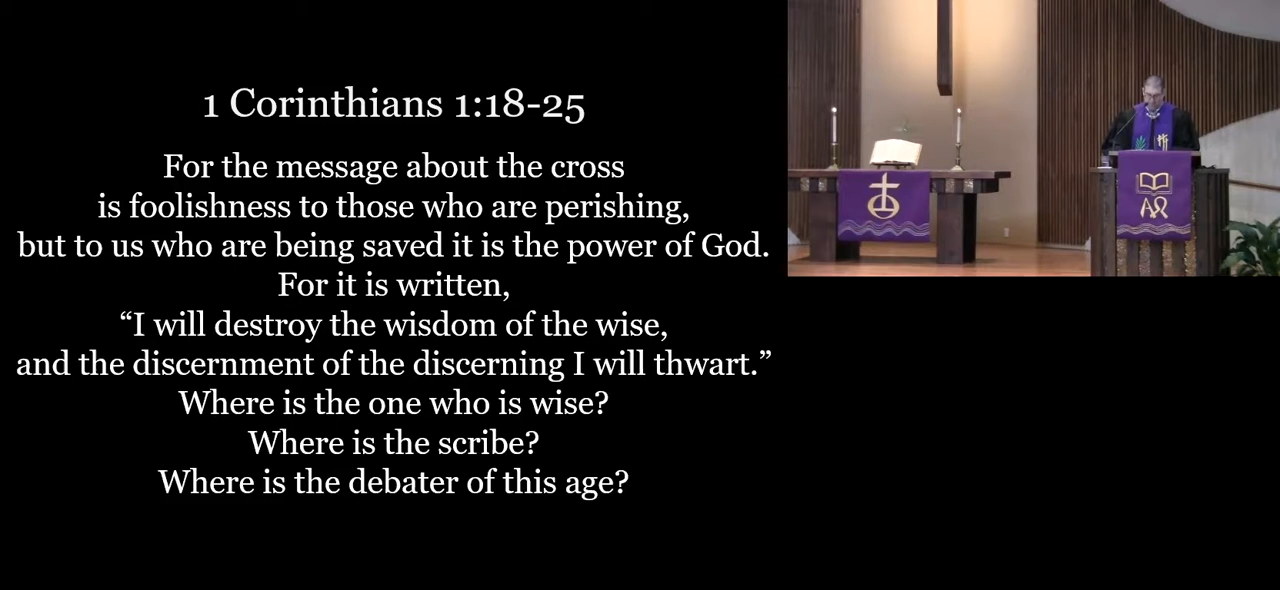 1 Corinthians 1:18-25
For the message about the cross
is foolishness to those who are perishing,
but to us who are being saved it is the power of God.
For it is written,
“I will destroy the wisdom of the wise,
and the discernment of the discerning I will thwart.”
Where is the one who is wise?
Where is the scribe?
Where is the debater of this age?
ΑΩ